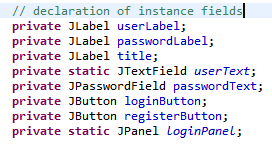 // declaration of instance fields
private JLabel userLabel;
private JLabel passwordLabel;
private JLabel title;
private static JTextField userText;
private JPasswordField passwordText;
private JButton loginButton;
private JButton registerButton;
private static JPanel loginPanel;